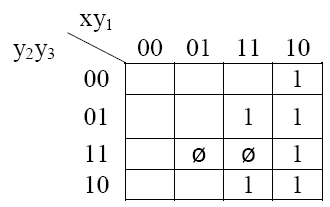 xy₁
y₂y₃ 00 01 11 10
00 1
01 1 1
11 ø ø 1
10 1 1